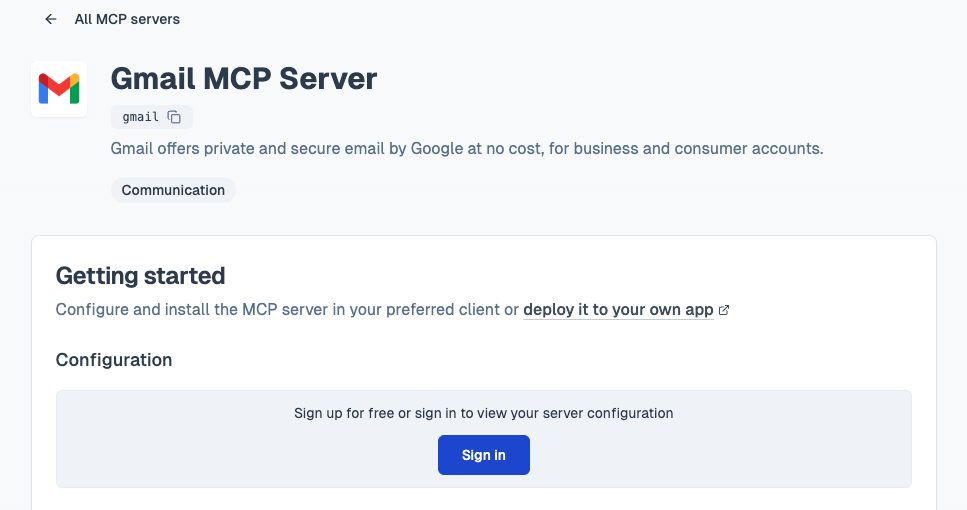 All MCP servers
Gmail MCP Server
gmail
Gmail offers private and secure email by Google at no cost, for business and consumer accounts.
Communication
Getting started
Configure and install the MCP server in your preferred client or deploy it to your own app
Configuration
Sign up for free or sign in to view your server configuration
Sign in